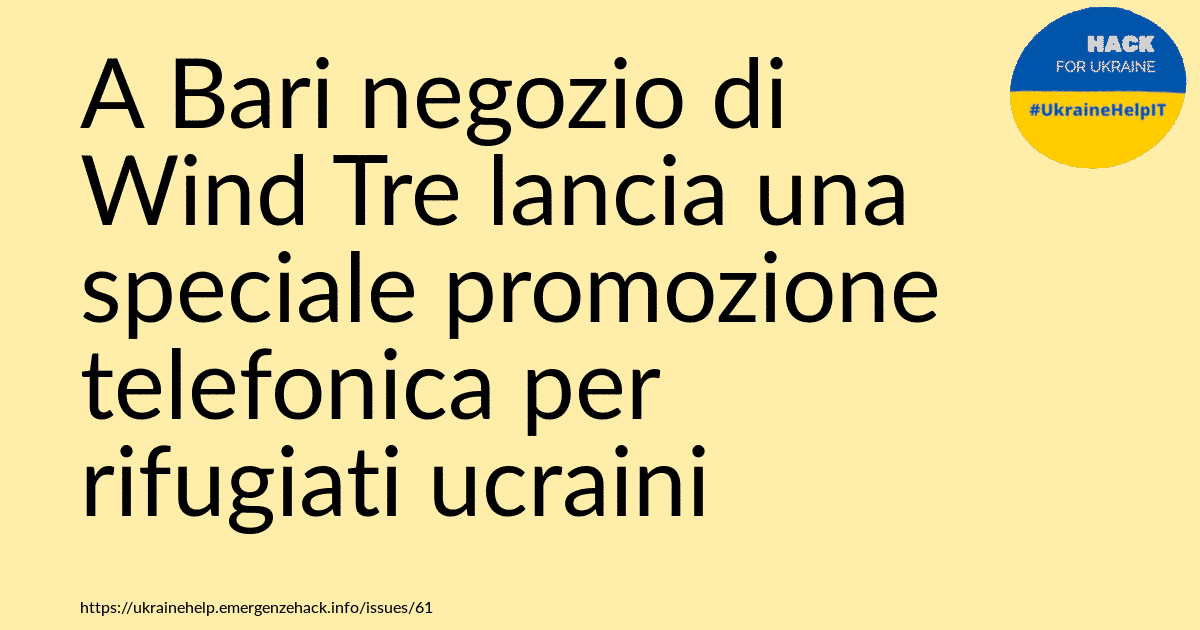 HACK
FOR UKRAINE
#UkraineHelpIT
A Bari negozio di
Wind Tre lancia una
speciale promozione
telefonica per
rifugiati ucraini
https://ukrainehelp.emergenzehack.info/issues/61